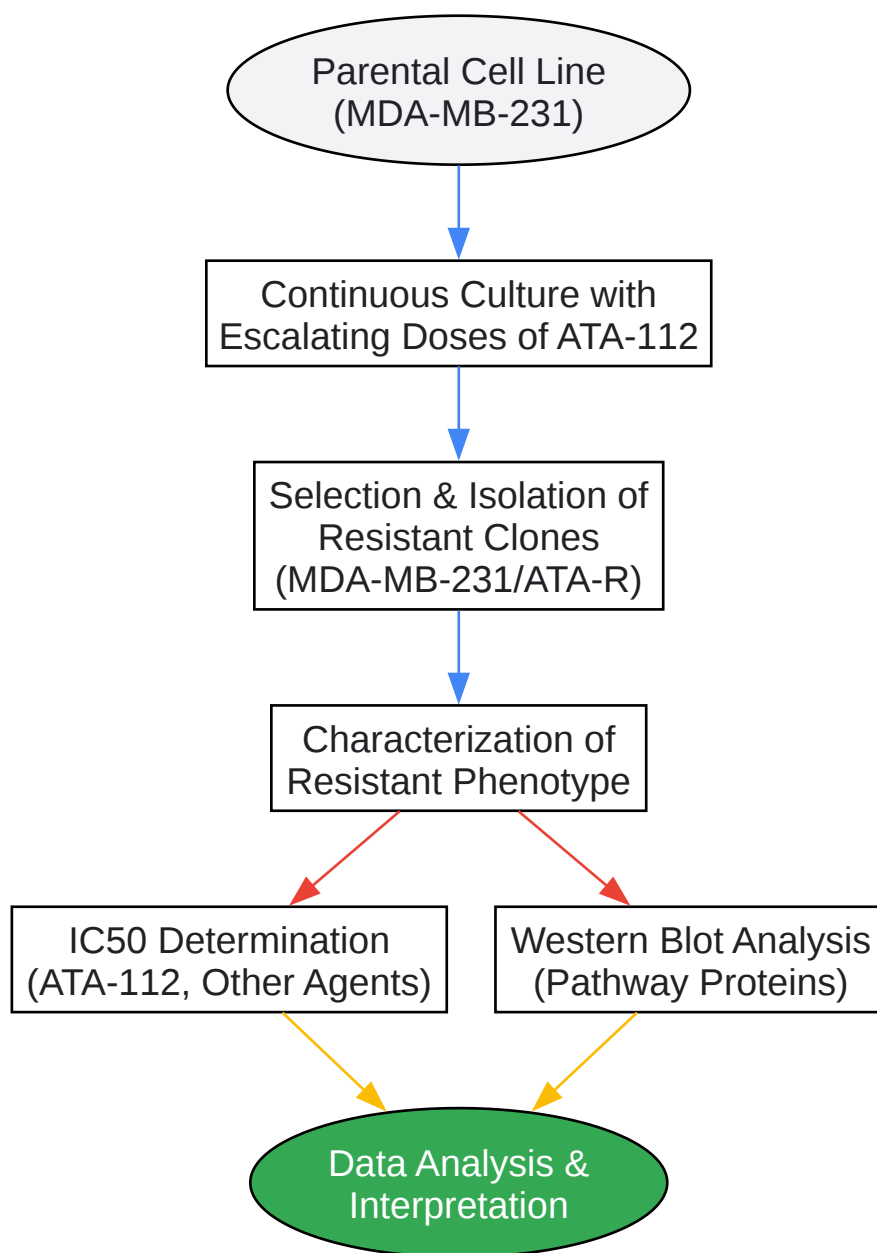 Parental Cell Line
(MDA-MB-231)
Continuous Culture with
Escalating Doses of ATA-112
Selection & Isolation of
Resistant Clones
(MDA-MB-231/ATA-R)
Characterization of
Resistant Phenotype
IC50 Determination
(ATA-112, Other Agents)
Western Blot Analysis
(Pathway Proteins)
Data Analysis &
Interpretation